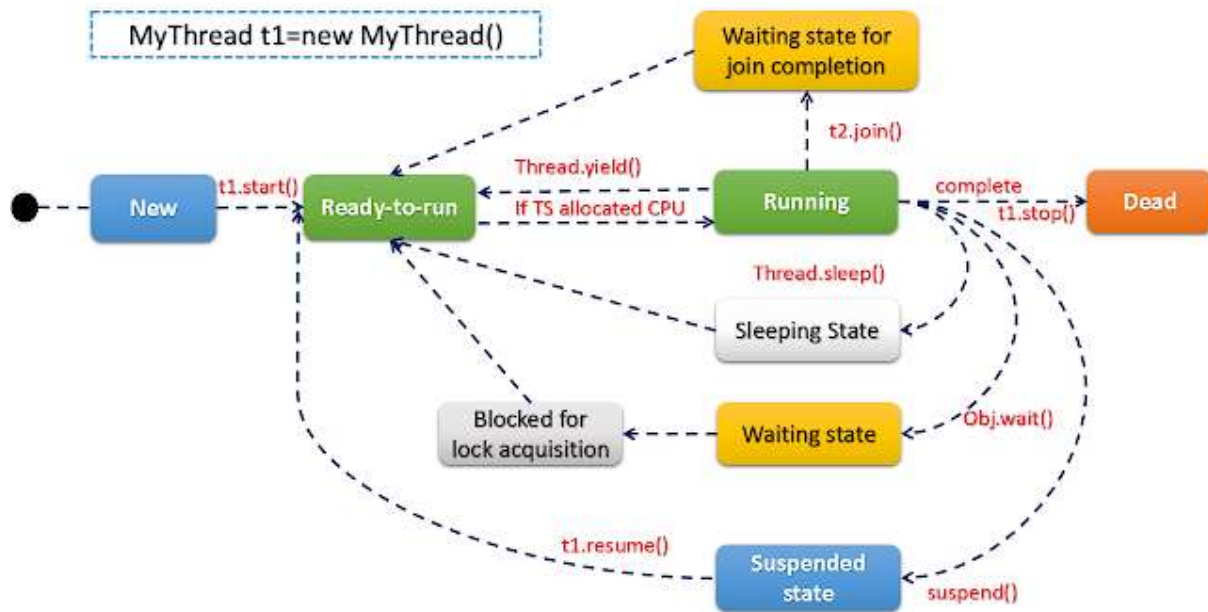 MyThread t1=new MyThread()
Waiting state for
join completion
t2.join()
Thread.yield()
t1.start()
New
Ready-to-run
If TS allocated CPU
Running
complete
t1.stop()
Dead
Thread.sleep()
Sleeping State
Blocked for
lock acquisition
Waiting state
Obj.wait()
t1.resume()
Suspended
state
suspend()